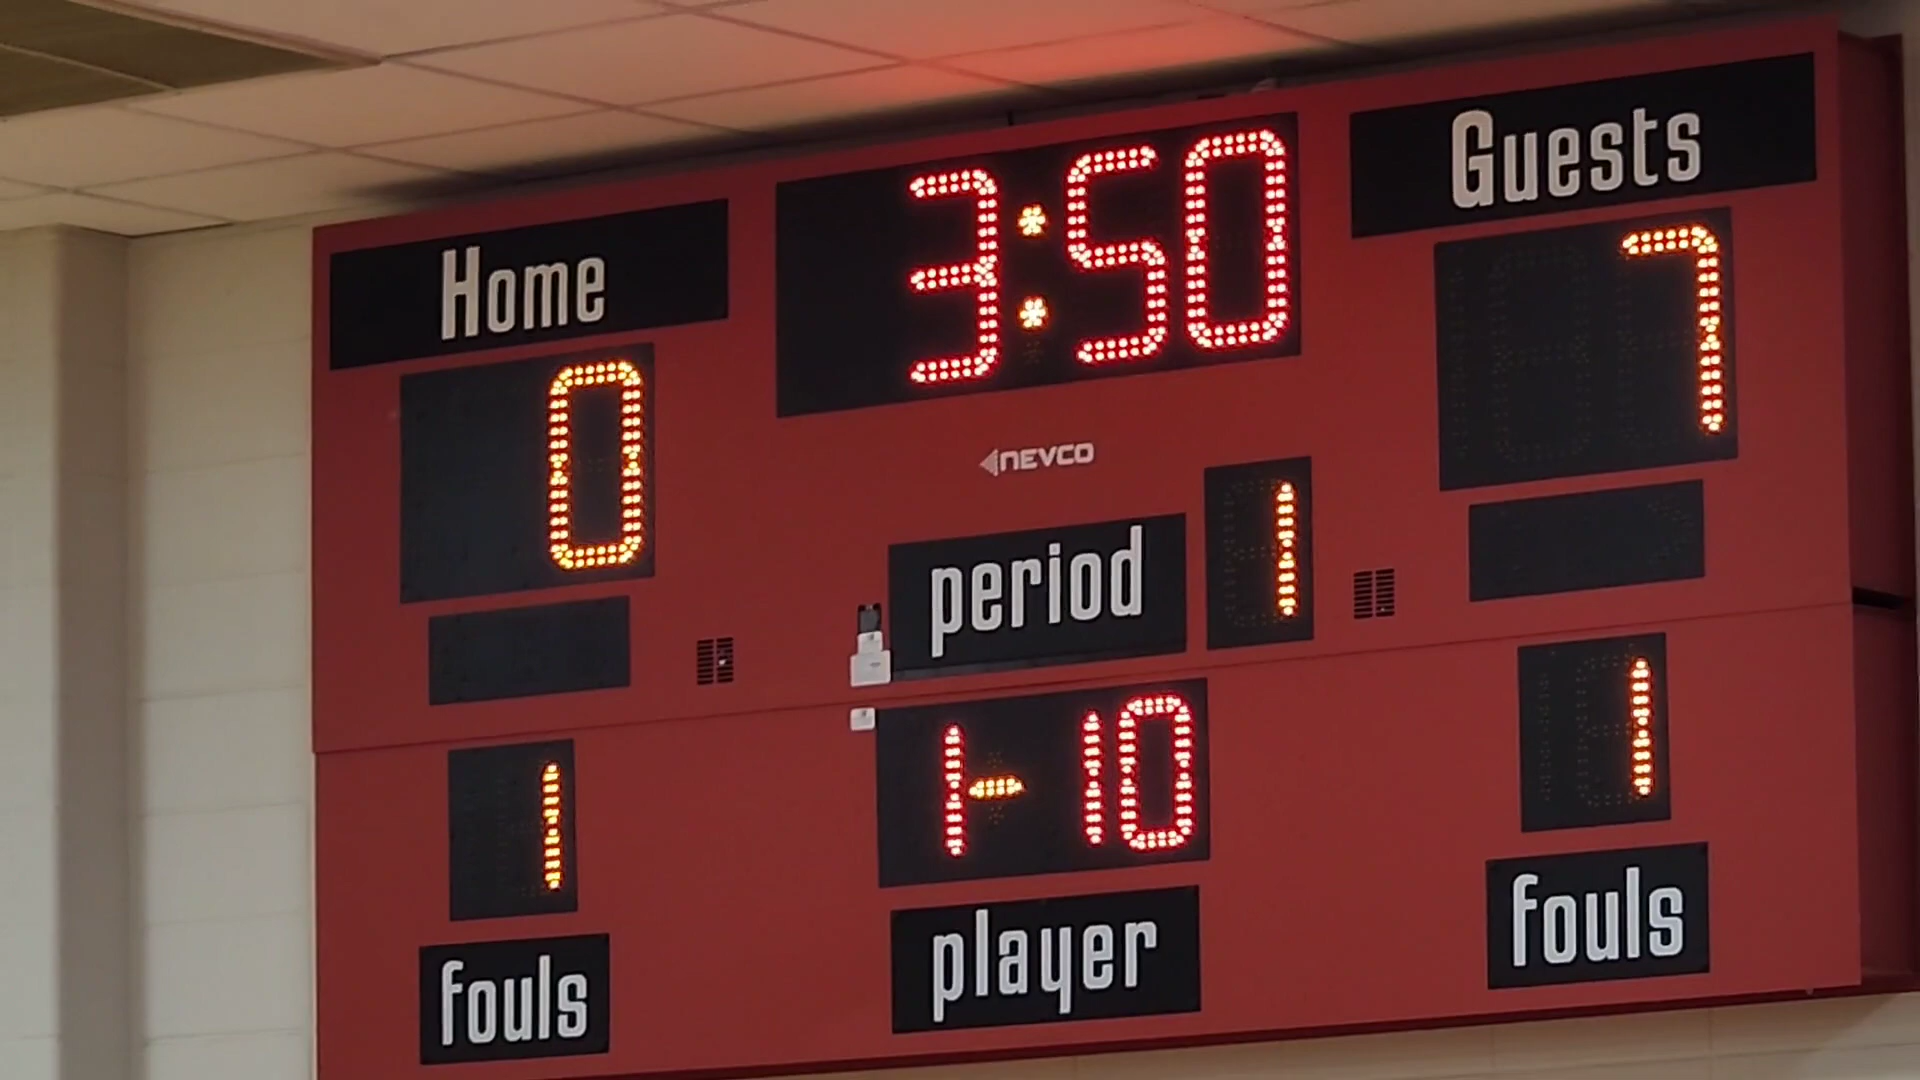 Home
3:50
Guests
0
7
NEVCO
period
1
1
1-10
1
fouls
player
fouls